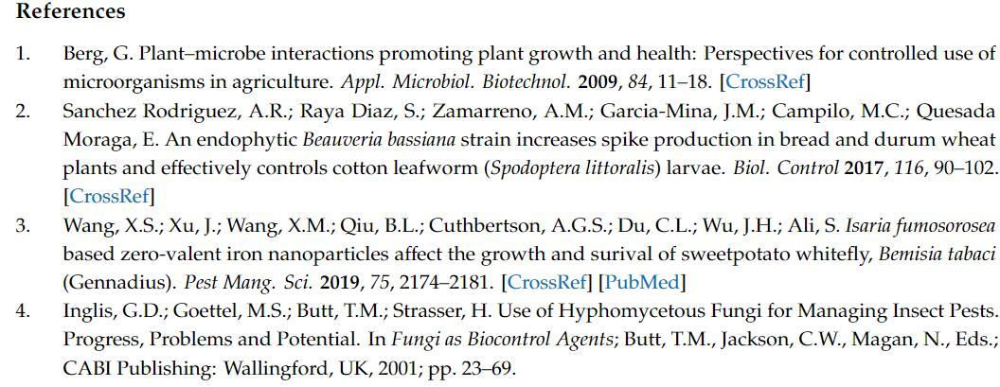 References
1. Berg, G. Plant–microbe interactions promoting plant growth and health: Perspectives for controlled use of
microorganisms in agriculture. Appl. Microbiol. Biotechnol. 2009, 84, 11–18. [CrossRef]
2. Sanchez Rodriguez, A.R.; Raya Diaz, S.; Zamarreno, A.M.; Garcia-Mina, J.M.; Campilo, M.C.; Quesada
Moraga, E. An endophytic Beauveria bassiana strain increases spike production in bread and durum wheat
plants and effectively controls cotton leafworm (Spodoptera littoralis) larvae. Biol. Control 2017, 116, 90–102.
[CrossRef]
3. Wang, X.S.; Xu, J.; Wang, X.M.; Qiu, B.L.; Cuthbertson, A.G.S.; Du, C.L.; Wu, J.H.; Ali, S. Isaria fumosorosea
based zero-valent iron nanoparticles affect the growth and surival of sweetpotato whitefly, Bemisia tabaci
(Gennadius). Pest Mang. Sci. 2019, 75, 2174–2181. [CrossRef] [PubMed]
4. Inglis, G.D.; Goettel, M.S.; Butt, T.M.; Strasser, H. Use of Hyphomycetous Fungi for Managing Insect Pests.
Progress, Problems and Potential. In Fungi as Biocontrol Agents; Butt, T.M., Jackson, C.W., Magan, N., Eds.;
CABI Publishing: Wallingford, UK, 2001; pp. 23–69.